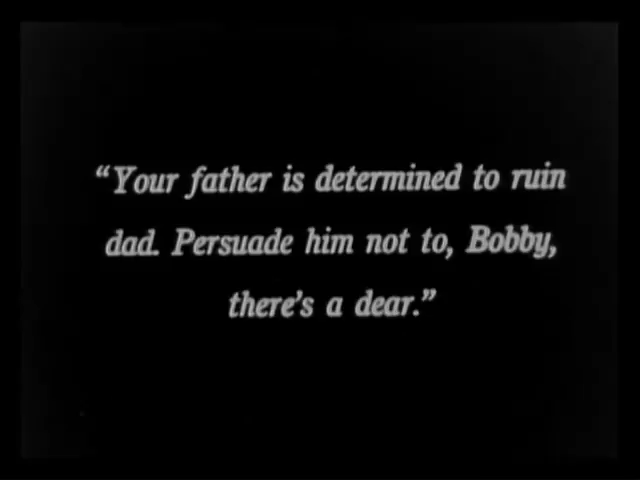 “Your father is determined to ruin
dad. Persuade him not to, Bobby,
there’s a dear.”